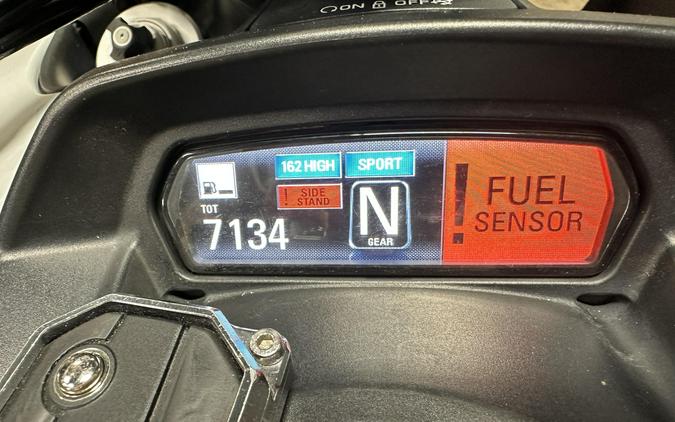 ON OFF
162 HIGH SPORT
! SIDE STAND
TOT
7134
N
GEAR
! FUEL
SENSOR